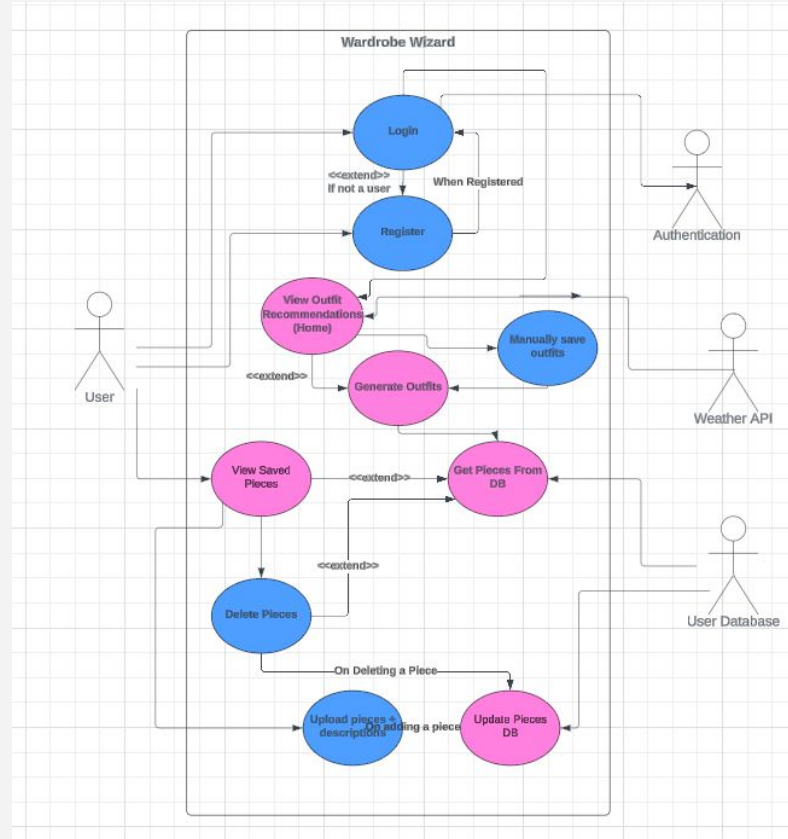 Wardrobe Wizard
Login
<<extend>>
If not a user
When Registered
Register
Authentication
View Outfit
Recommendations
(Home)
Manually save
outfits
<<extend>>
Generate Outfits
User
Weather API
View Saved
Pieces
<<extend>>
Get Pieces From
DB
<<extend>>
Delete Pieces
User Database
On Deleting a Piece
Upload pieces +
descriptions
On adding a piece
Update Pieces
DB